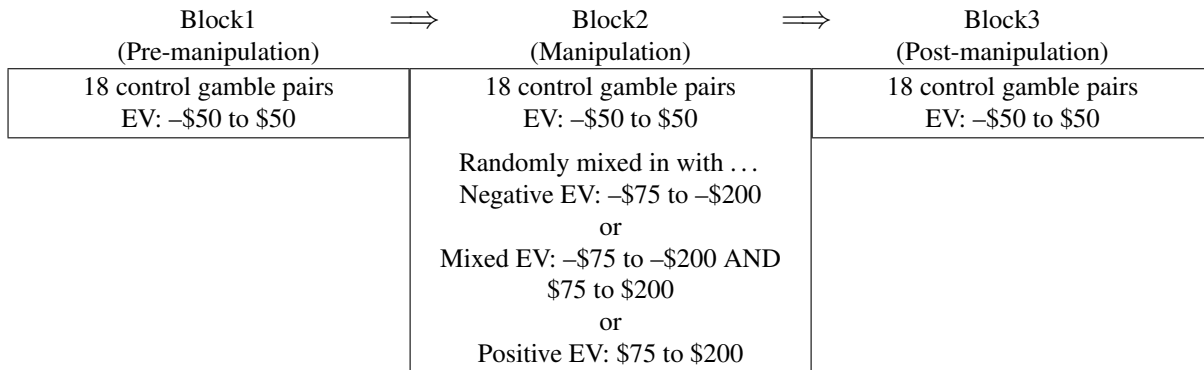 Block1 ⟹ Block2 ⟹ Block3
(Pre-manipulation) (Manipulation) (Post-manipulation)
18 control gamble pairs 18 control gamble pairs 18 control gamble pairs
EV: –$50 to $50 EV: –$50 to $50 EV: –$50 to $50
Randomly mixed in with . . .
Negative EV: –$75 to –$200
or
Mixed EV: –$75 to –$200 AND
$75 to $200
or
Positive EV: $75 to $200